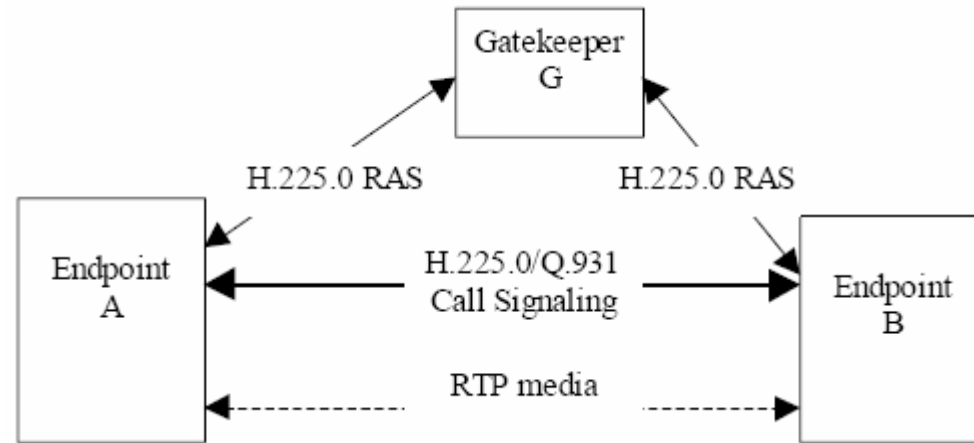 Gatekeeper
G
H.225.0 RAS
H.225.0 RAS
Endpoint
A
H.225.0/Q.931
Call Signaling
Endpoint
B
RTP media